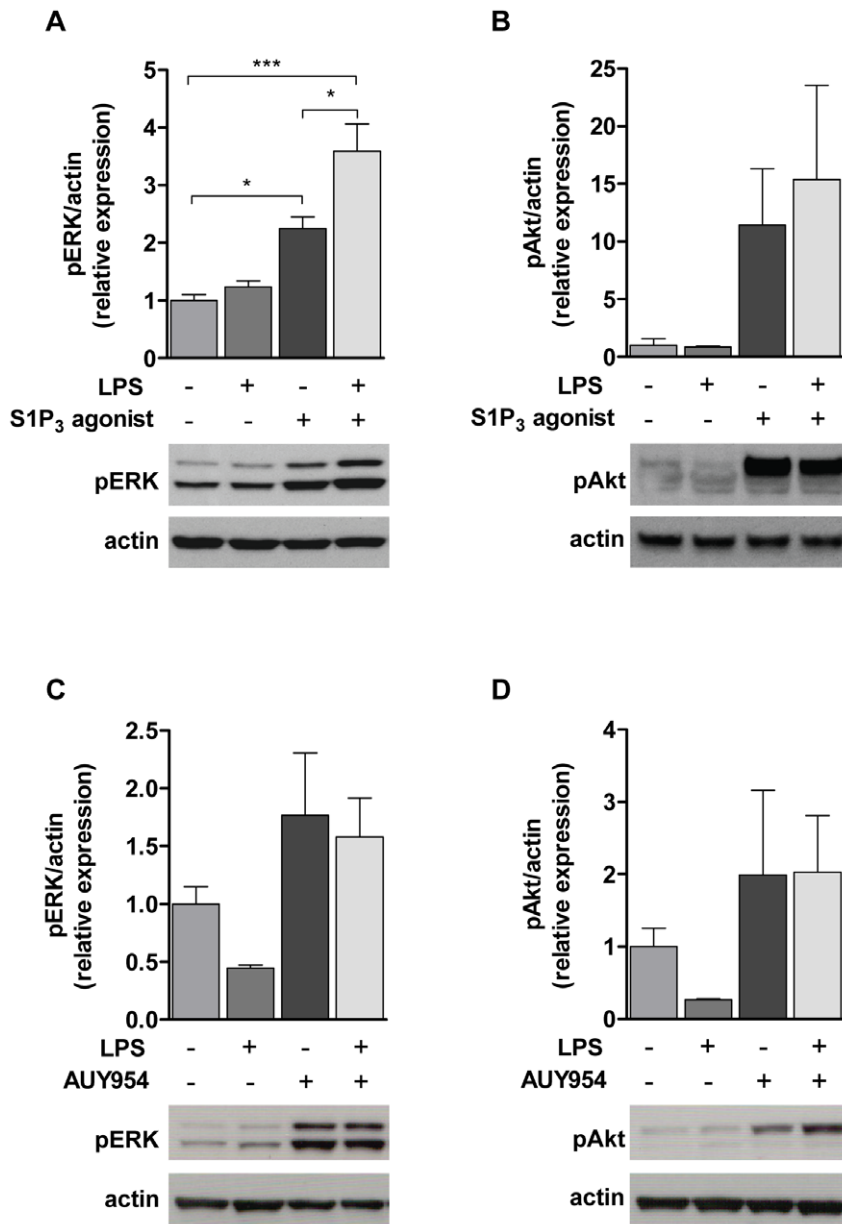 A
pERK/actin
(relative expression)
5
4
3
2
1
0
***
*
*
LPS - + - +
S1P₃ agonist - - + +
pERK
actin
B
pAkt/actin
(relative expression)
25
20
15
10
5
0
LPS - + - +
S1P₃ agonist - - + +
pAkt
actin
C
pERK/actin
(relative expression)
2.5
2.0
1.5
1.0
0.5
0.0
LPS - + - +
AUY954 - - + +
pERK
actin
D
pAkt/actin
(relative expression)
4
3
2
1
0
LPS - + - +
AUY954 - - + +
pAkt
actin